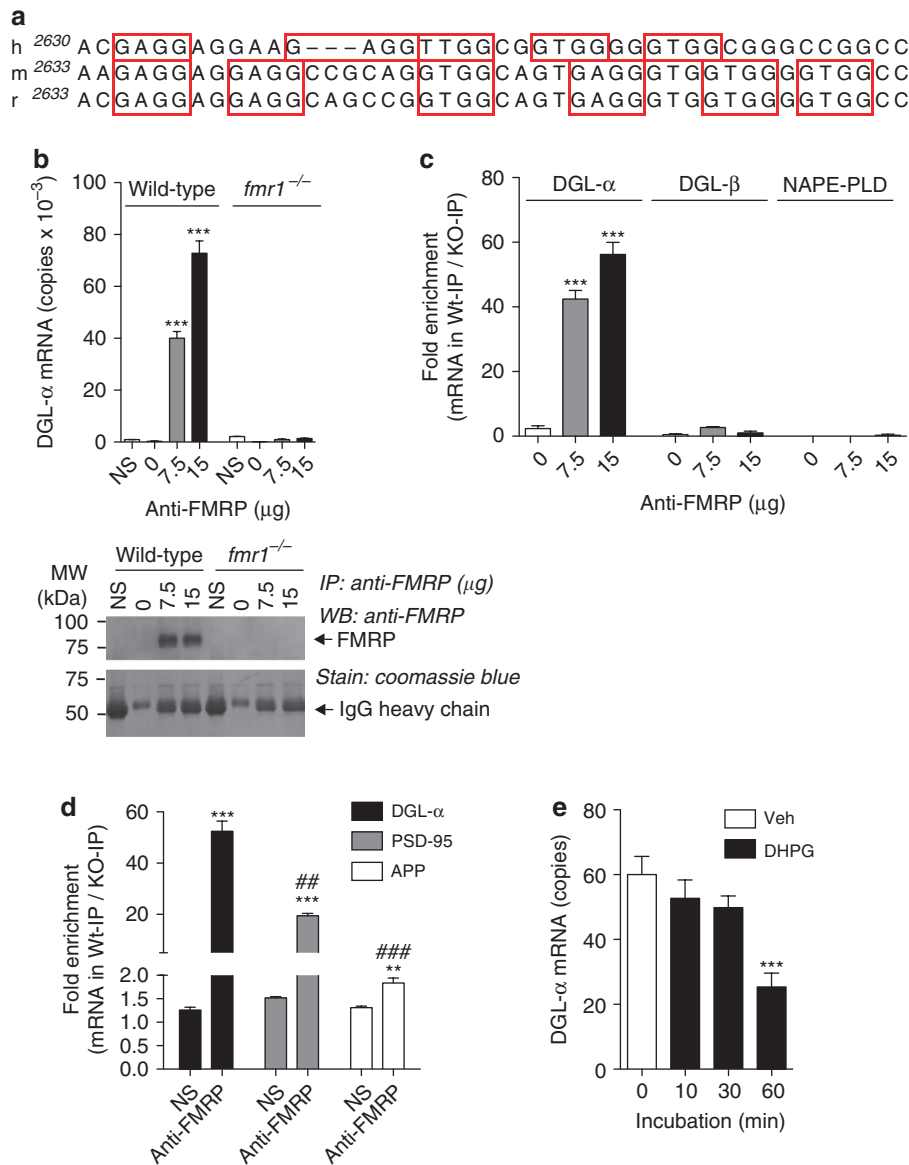 a
h 2630 ACGAGGAGGAAG---AGGTTGGCGGTGGGGGTGGCGGGCCGGCC
m 2633 AAGAGGAGGAGGCCGCAGGTGGCAGTGAGGGTGGTGGGGTGGCC
r 2633 ACGAGGAGGAGGCAGCCGGTGGCAGTGAGGGTGGTGGGGTGGCC
b
Wild-type fmr1−/−
DGL-α mRNA (copies x 10−3)
100
80
60
40
20
0
***
***
NS 0 7.5 15 NS 0 7.5 15
Anti-FMRP (μg)
c
DGL-α DGL-β NAPE-PLD
Fold enrichment
(mRNA in Wt-IP / KO-IP)
80
60
40
20
0
***
***
0 7.5 15 0 7.5 15 0 7.5 15
Anti-FMRP (μg)
Wild-type fmr1−/−
MW
(kDa)
NS 0 7.5 15 NS 0 7.5 15
IP: anti-FMRP (μg)
WB: anti-FMRP
100
75
FMRP
Stain: coomassie blue
75
50
IgG heavy chain
d
Fold enrichment
(mRNA in Wt-IP / KO-IP)
60
40
20
2.0
1.5
1.0
0.5
0.0
***
##
***
###
**
DGL-α
PSD-95
APP
NS Anti-FMRP NS Anti-FMRP NS Anti-FMRP
e
DGL-α mRNA (copies)
80
60
40
20
0
Veh
DHPG
***
0 10 30 60
Incubation (min)